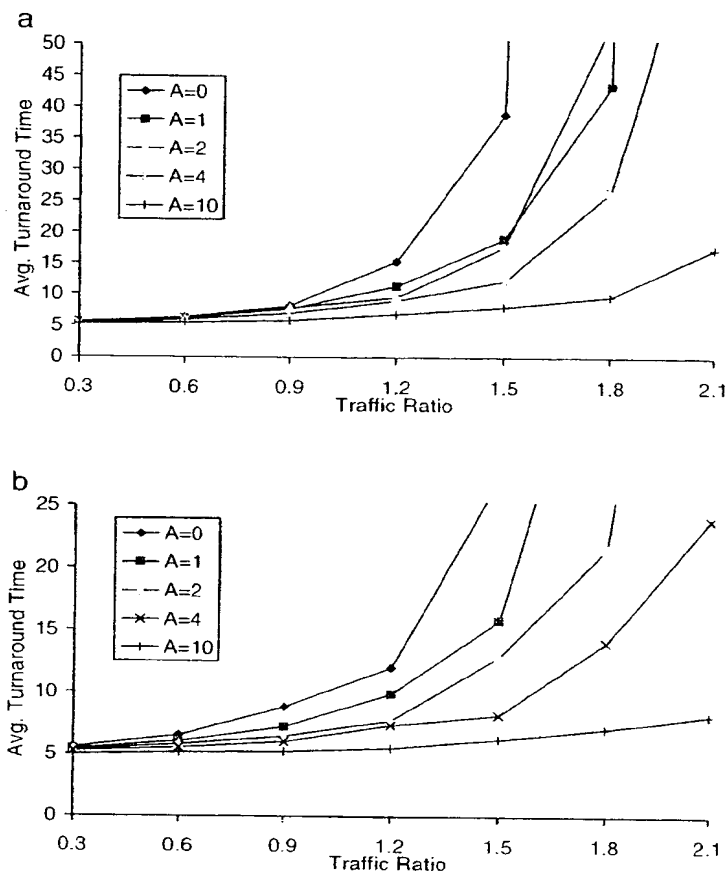 a
50
45
40
35
30
25
20
15
10
5
0
Avg. Turnaround Time
A=0
A=1
A=2
A=4
A=10
0.3 0.6 0.9 1.2 1.5 1.8 2.1
Traffic Ratio
b
25
20
15
10
5
0
Avg. Turnaround Time
A=0
A=1
A=2
A=4
A=10
0.3 0.6 0.9 1.2 1.5 1.8 2.1
Traffic Ratio